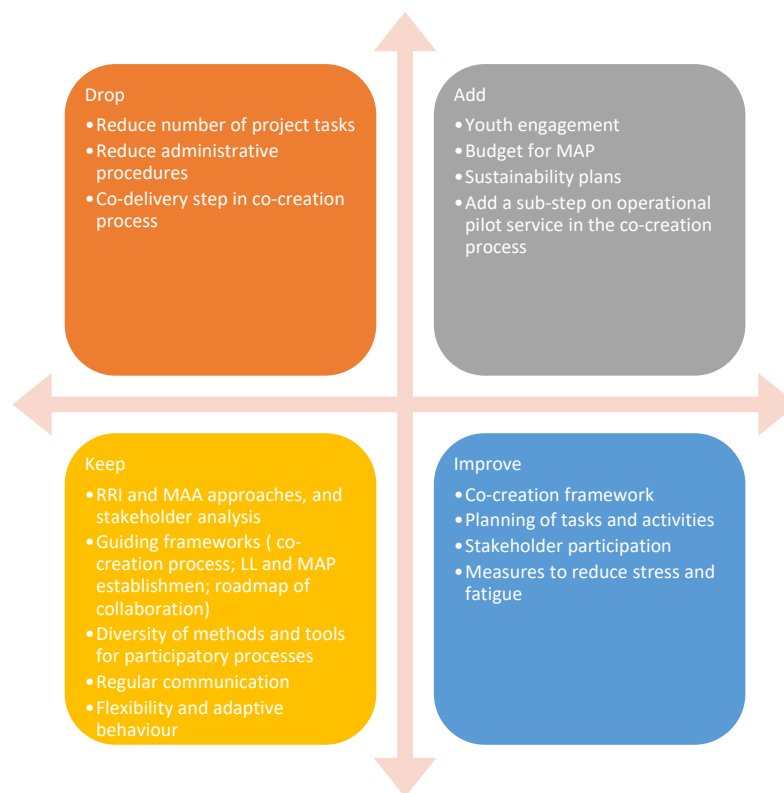 Drop
•Reduce number of project tasks
•Reduce administrative
procedures
•Co-delivery step in co-creation
process
Add
•Youth engagement
•Budget for MAP
•Sustainability plans
•Add a sub-step on operational
pilot service in the co-creation
process
Keep
•RRI and MAA approaches, and
stakeholder analysis
•Guiding frameworks ( co-
creation process; LL and MAP
establishmen; roadmap of
collaboration)
•Diversity of methods and tools
for participatory processes
•Regular communication
•Flexibility and adaptive
behaviour
Improve
•Co-creation framework
•Planning of tasks and activities
•Stakeholder participation
•Measures to reduce stress and
fatigue